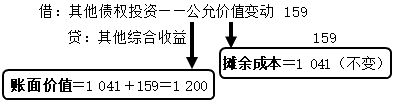 借：其他债权投资——公允价值变动 159
贷：其他综合收益 159
账面价值＝1 041＋159＝1 200
摊余成本＝1 041（不变）